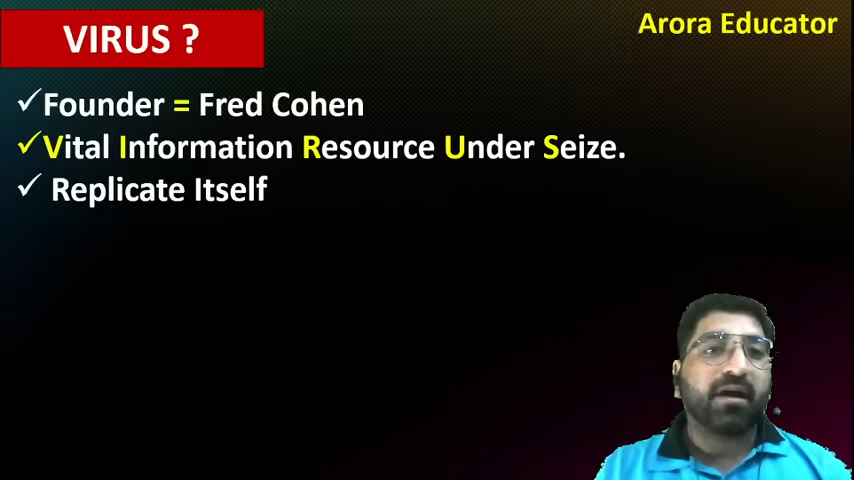 VIRUS ?
Arora Educator
✓Founder = Fred Cohen
✓Vital Information Resource Under Seize.
✓ Replicate Itself